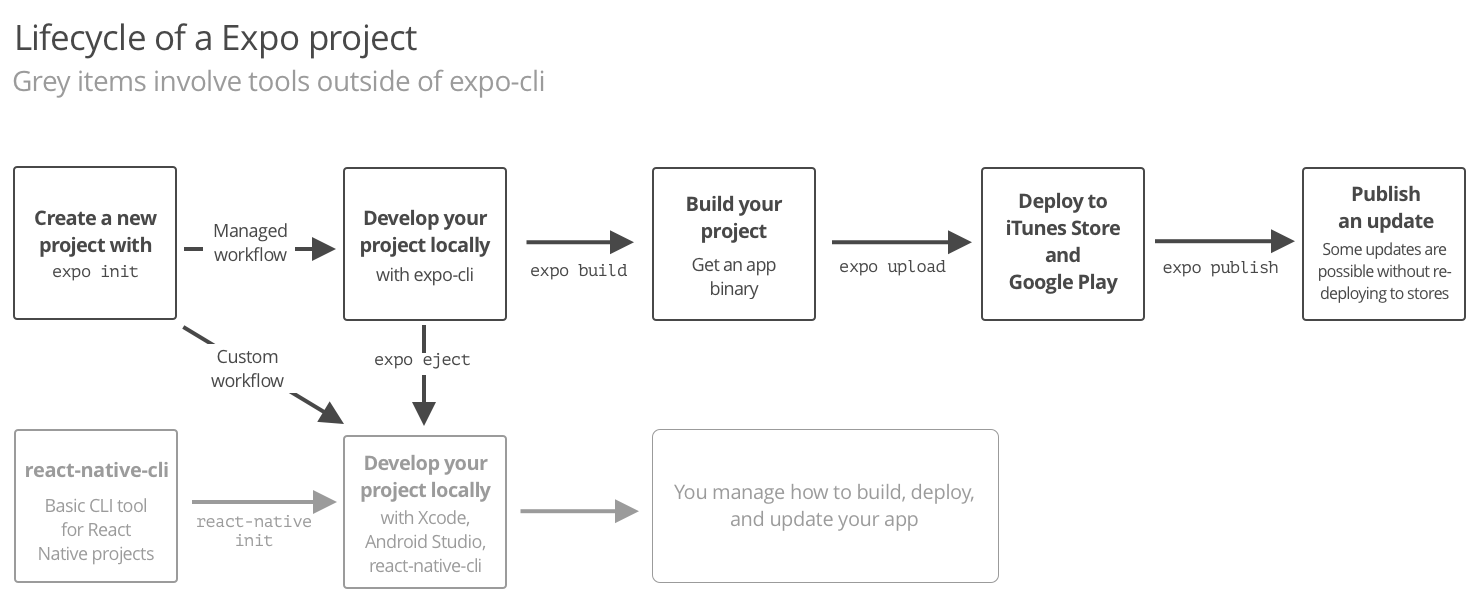 Lifecycle of a Expo project
Grey items involve tools outside of expo-cli
Create a new
project with
expo init
Managed
workflow
Develop your
project locally
with expo-cli
expo build
Build your
project
Get an app
binary
expo upload
Deploy to
iTunes Store
and
Google Play
expo publish
Publish
an update
Some updates are
possible without re-
deploying to stores
Custom
workflow
expo eject
react-native-cli
Basic CLI tool
for React
Native projects
react-native
init
Develop your
project locally
with Xcode,
Android Studio,
react-native-cli
You manage how to build, deploy,
and update your app